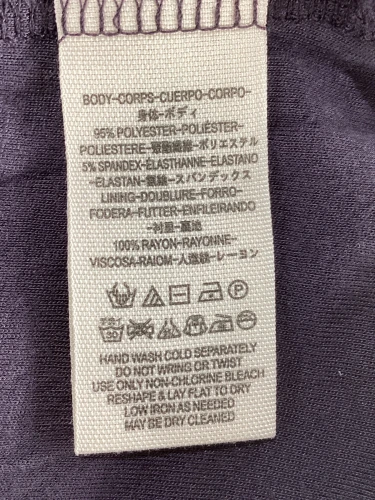 BODY-CORPS-CUERPO-CORPO-
身体-ボディ
95% POLYESTER-POLIÉSTER-
POLIESTERE-聚酯纖維-ポリエステル
5% SPANDEX-ÉLASTHANNE-ELASTANO
-ELASTAN-氨綸-スパンデックス
LINING-DOUBLURE-FORRO-
FODERA-FUTTER-ENFILEIRANDO
-衬里-裏地
100% RAYON-RAYONNE-
VISCOSA-RAIOM-人造絲-レーヨン
HAND WASH COLD SEPARATELY
DO NOT WRING OR TWIST
USE ONLY NON-CHLORINE BLEACH
RESHAPE & LAY FLAT TO DRY
LOW IRON AS NEEDED
MAY BE DRY CLEANED